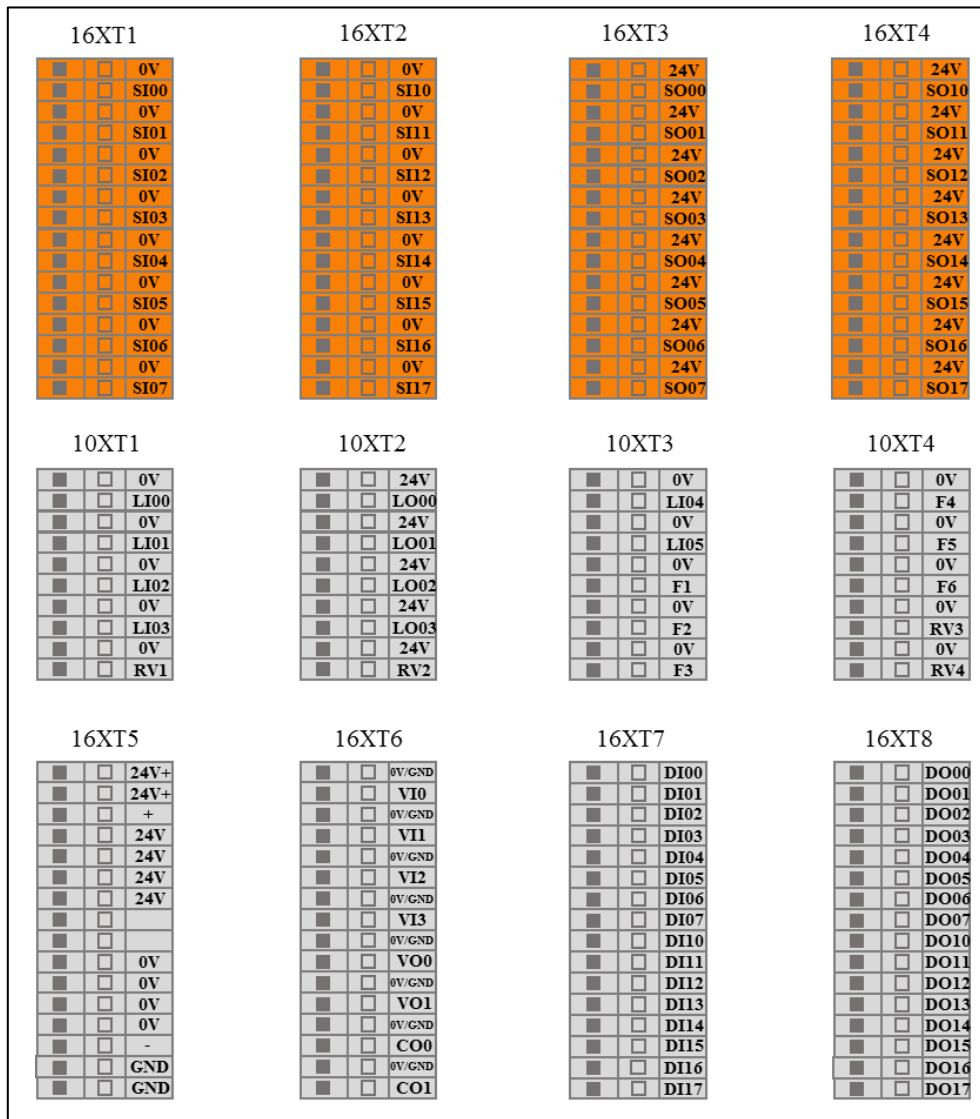 16XT1
0V
SI00
0V
SI01
0V
SI02
0V
SI03
0V
SI04
0V
SI05
0V
SI06
0V
SI07
16XT2
0V
SI10
0V
SI11
0V
SI12
0V
SI13
0V
SI14
0V
SI15
0V
SI16
0V
SI17
16XT3
24V
SO00
24V
SO01
24V
SO02
24V
SO03
24V
SO04
24V
SO05
24V
SO06
24V
SO07
16XT4
24V
SO10
24V
SO11
24V
SO12
24V
SO13
24V
SO14
24V
SO15
24V
SO16
24V
SO17
10XT1
0V
LI00
0V
LI01
0V
LI02
0V
LI03
0V
RV1
10XT2
24V
LO00
24V
LO01
24V
LO02
24V
LO03
24V
RV2
10XT3
0V
LI04
0V
LI05
0V
F1
0V
F2
0V
F3
10XT4
0V
F4
0V
F5
0V
F6
0V
RV3
0V
RV4
16XT5
24V+
24V+
+
24V
24V
24V
24V
0V
0V
0V
0V
-
GND
GND
16XT6
0V/GND
VI0
0V/GND
VI1
0V/GND
VI2
0V/GND
VI3
0V/GND
VO0
0V/GND
VO1
0V/GND
CO0
0V/GND
CO1
16XT7
DI00
DI01
DI02
DI03
DI04
DI05
DI06
DI07
DI10
DI11
DI12
DI13
DI14
DI15
DI16
DI17
16XT8
DO00
DO01
DO02
DO03
DO04
DO05
DO06
DO07
DO10
DO11
DO12
DO13
DO14
DO15
DO16
DO17